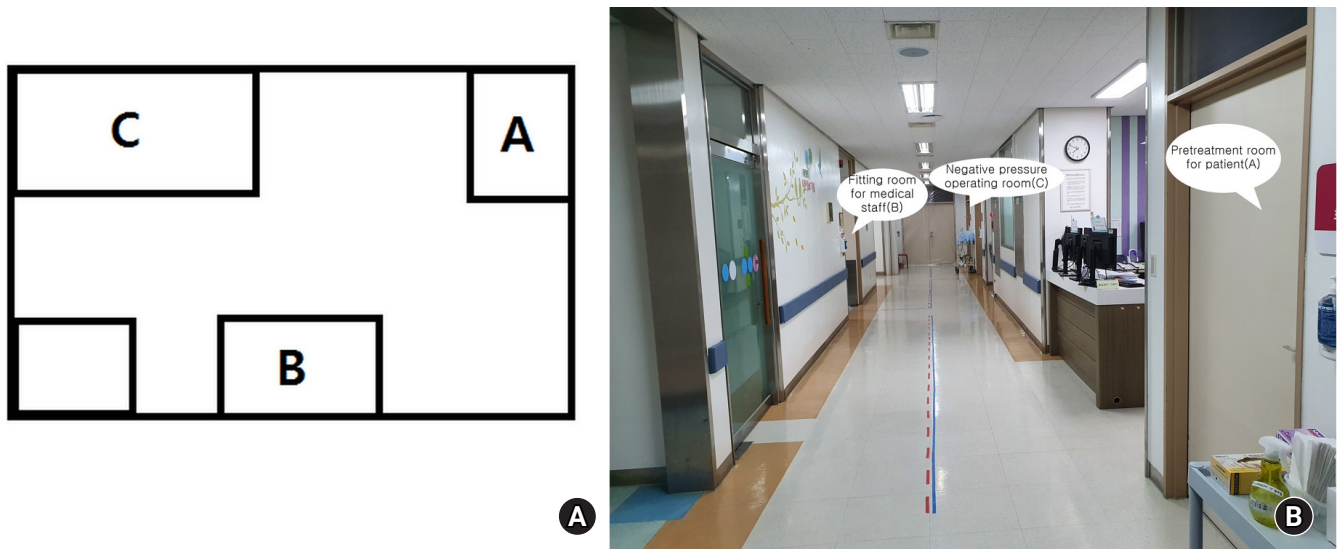 C
A
B
A
Fitting room
for medical
staff(B)
Negative pressure
operating room(C)
Pretreatment room
for patient(A)
B